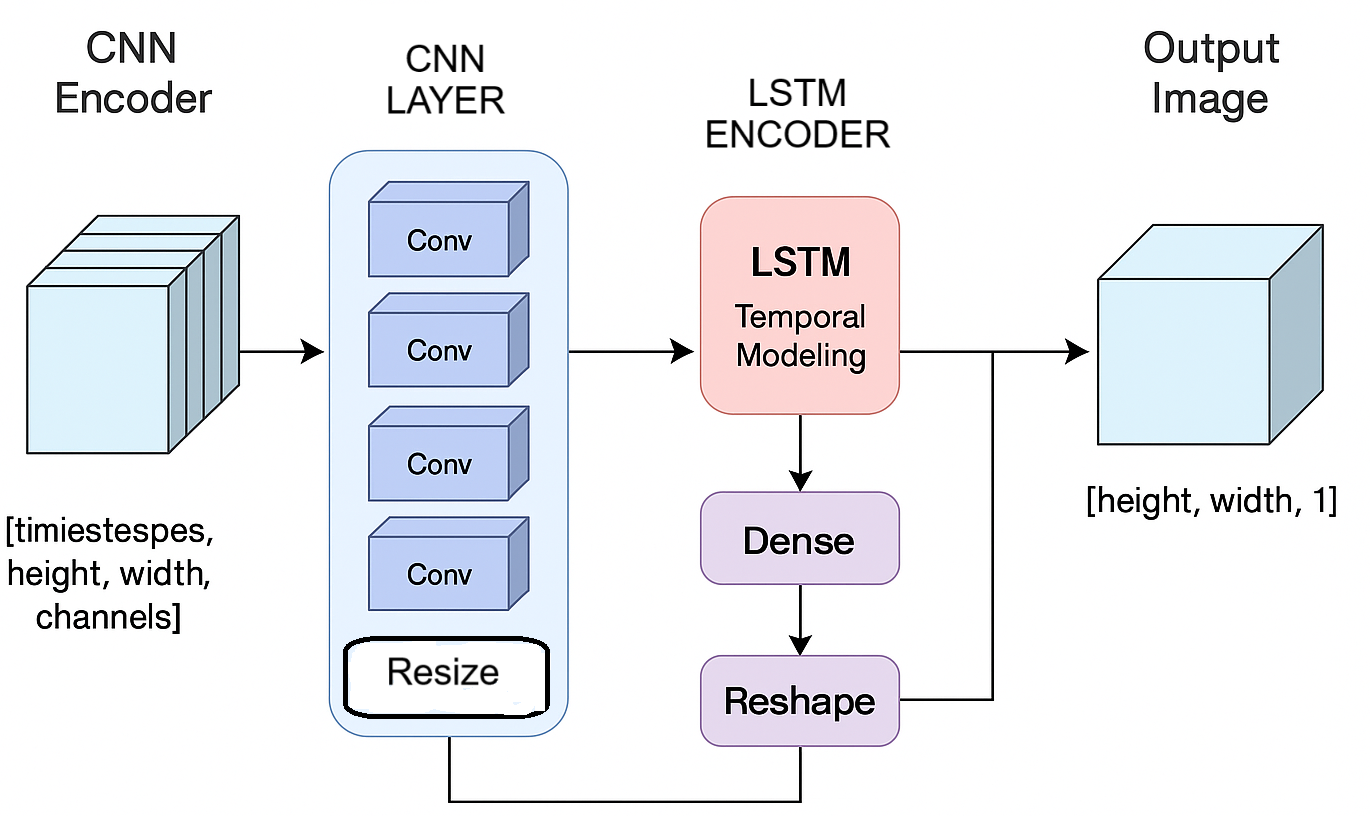 CNN
Encoder
CNN
LAYER
LSTM
ENCODER
Output
Image
Conv
Conv
Conv
Conv
Resize
LSTM
Temporal
Modeling
Dense
Reshape
[timiestespes,
height, width,
channels]
[height, width, 1]